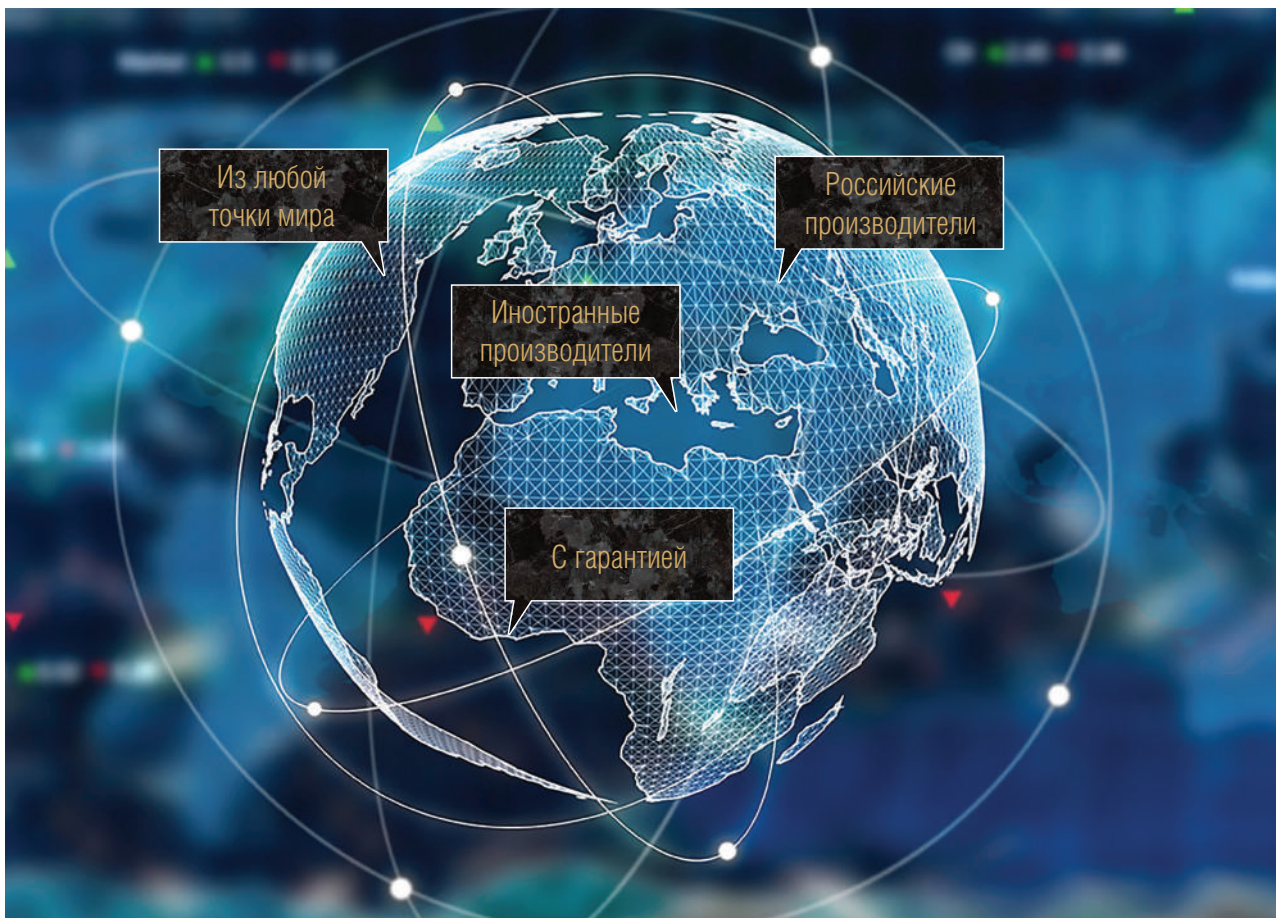 Из любой
точки мира
Российские
производители
Иностранные
производители
С гарантией